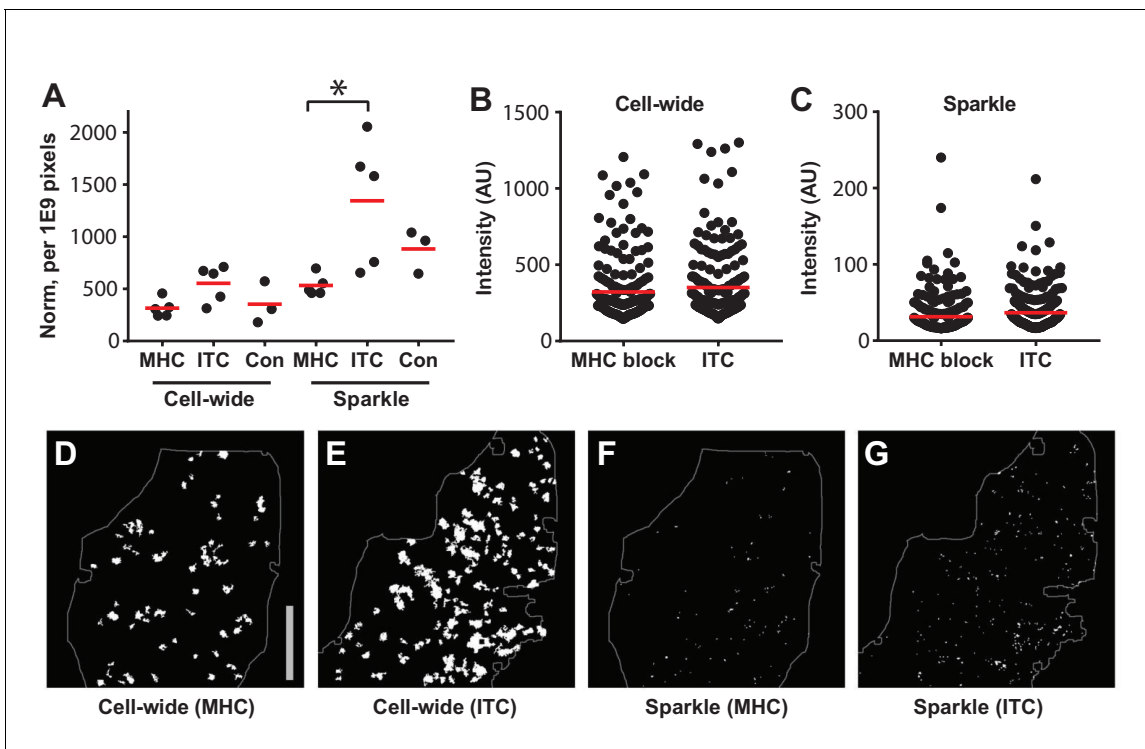 A
Norm, per 1E9 pixels
2000
1500
1000
500
0
*
MHC ITC Con MHC ITC Con
Cell-wide Sparkle
B
Cell-wide
Intensity (AU)
1500
1000
500
0
MHC block ITC
C
Sparkle
Intensity (AU)
300
200
100
0
MHC block ITC
D
Cell-wide (MHC)
E
Cell-wide (ITC)
F
Sparkle (MHC)
G
Sparkle (ITC)